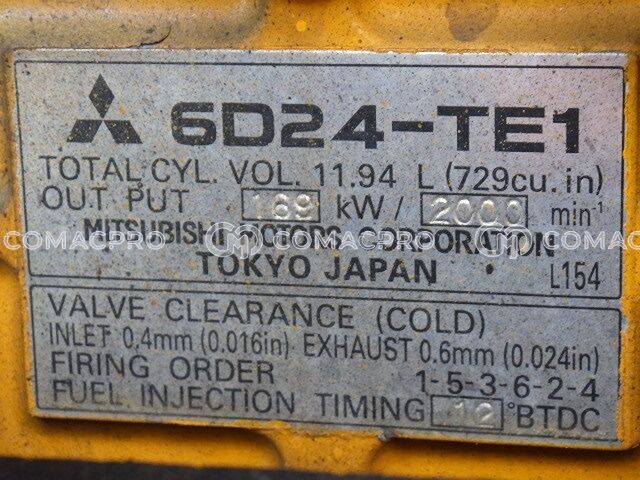 6D24-TE1
TOTAL CYL. VOL. 11.94 L (729cu.in)
OUT PUT 169 kW/ 2000 min⁻¹
MITSUBISHI MOTORS CORPORATION
COMACPRO COMACPRO COMACPRO
TOKYO JAPAN L154
VALVE CLEARANCE (COLD)
INLET 0.4mm (0.016in) EXHAUST 0.6mm (0.024in)
FIRING ORDER 1-5-3-6-2-4
FUEL INJECTION TIMING 12 °BTDC